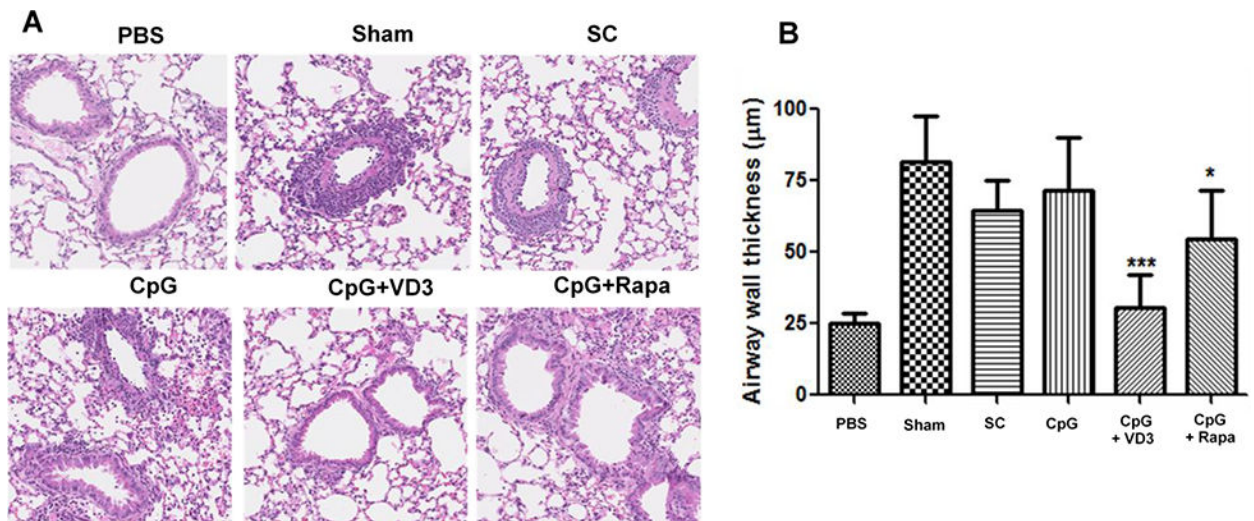 A
PBS
Sham
SC
CpG
CpG+VD3
CpG+Rapa
B
Airway wall thickness (μm)
100
75
50
25
0
***
*
PBS
Sham
SC
CpG
CpG
+ VD3
CpG
+ Rapa